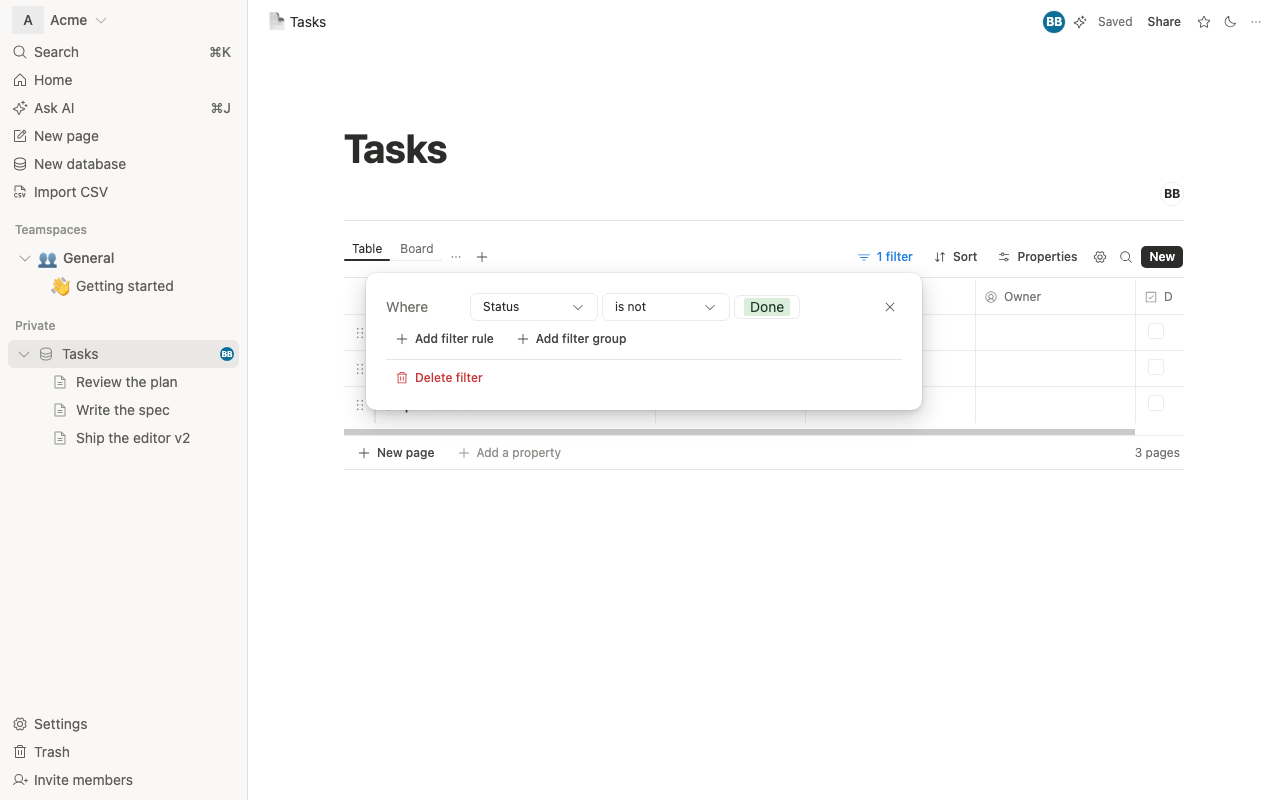 A Acme
Search ⌘K
Home
Ask AI ⌘J
New page
New database
Import CSV
Teamspaces
General
Getting started
Private
Tasks BB
Review the plan
Write the spec
Ship the editor v2
Settings
Trash
Invite members
Tasks
BB Saved Share
Tasks
BB
Table Board 1 filter Sort Properties New
Owner D
Where Status is not Done
Add filter rule Add filter group
Delete filter
New page Add a property 3 pages